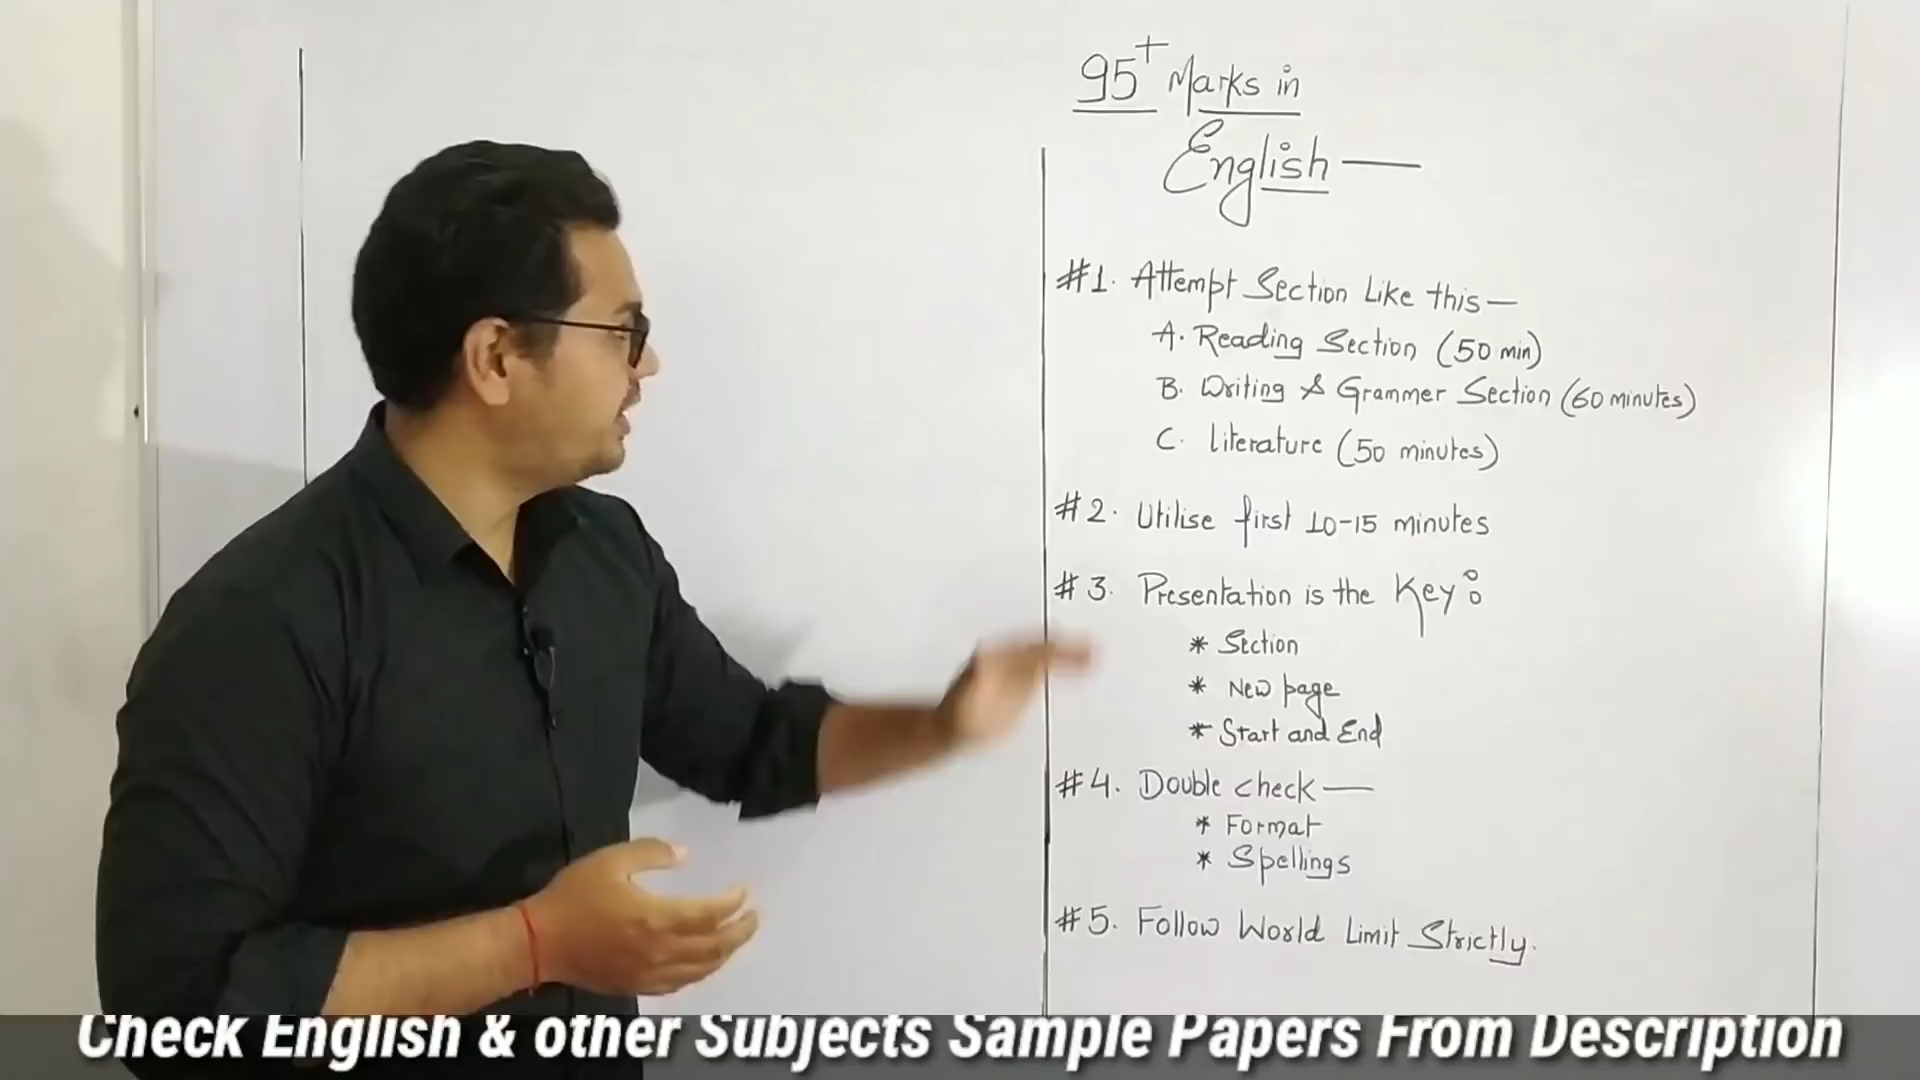 95+ Marks in
English —
#1. Attempt Section Like this —
A. Reading Section (50 min)
B. Writing & Grammer Section (60 minutes)
C. Literature (50 minutes)
#2. Utilise first 10-15 minutes
#3. Presentation is the Key:
* Section
* New page
* Start and End
#4. Double check —
* Format
* Spellings
#5. Follow World Limit Strictly.
Check English & other Subjects Sample Papers From Description